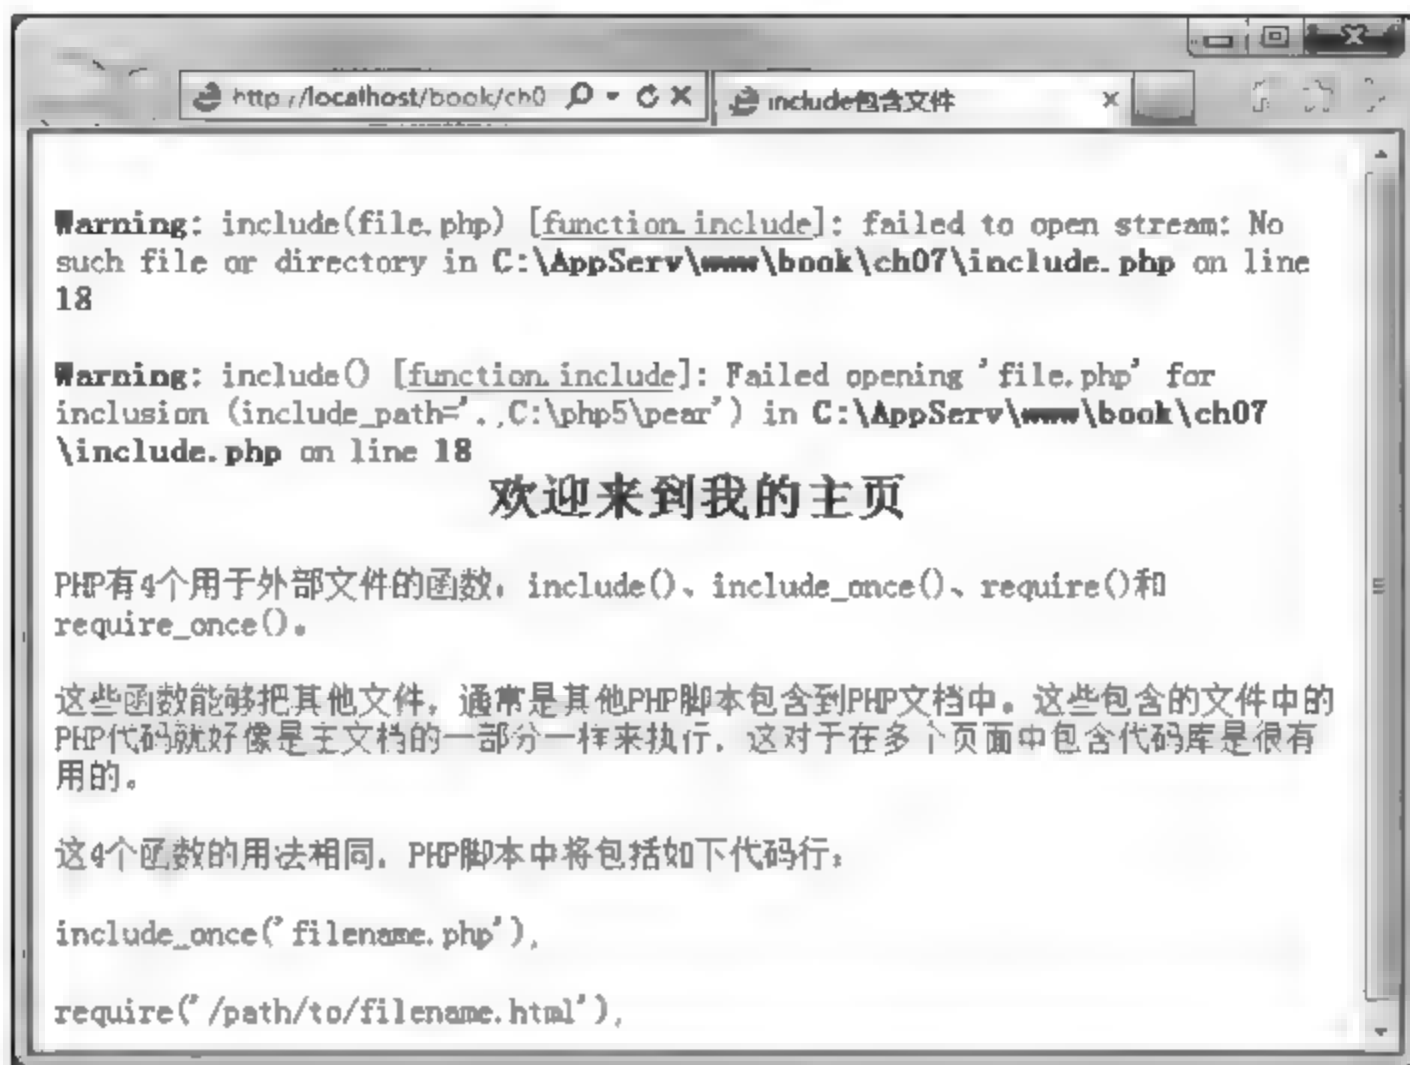 http://localhost/book/ch0
include包含文件
Warning: include(file.php) [function.include]: failed to open stream: No
such file or directory in C:\AppServ\www\book\ch07\include.php on line
18
Warning: include() [function.include]: Failed opening 'file.php' for
inclusion (include_path='.;C:\php5\pear') in C:\AppServ\www\book\ch07
\include.php on line 18
欢迎来到我的主页
PHP有4个用于外部文件的函数：include()、include_once()、require()和
require_once()。
这些函数能够把其他文件，通常是其他PHP脚本包含到PHP文档中。这些包含的文件中的
PHP代码就好像是主文档的一部分一样来执行，这对于在多个页面中包含代码库是很有
用的。
这4个函数的用法相同，PHP脚本中将包括如下代码行：
include_once('filename.php');
require('/path/to/filename.html');